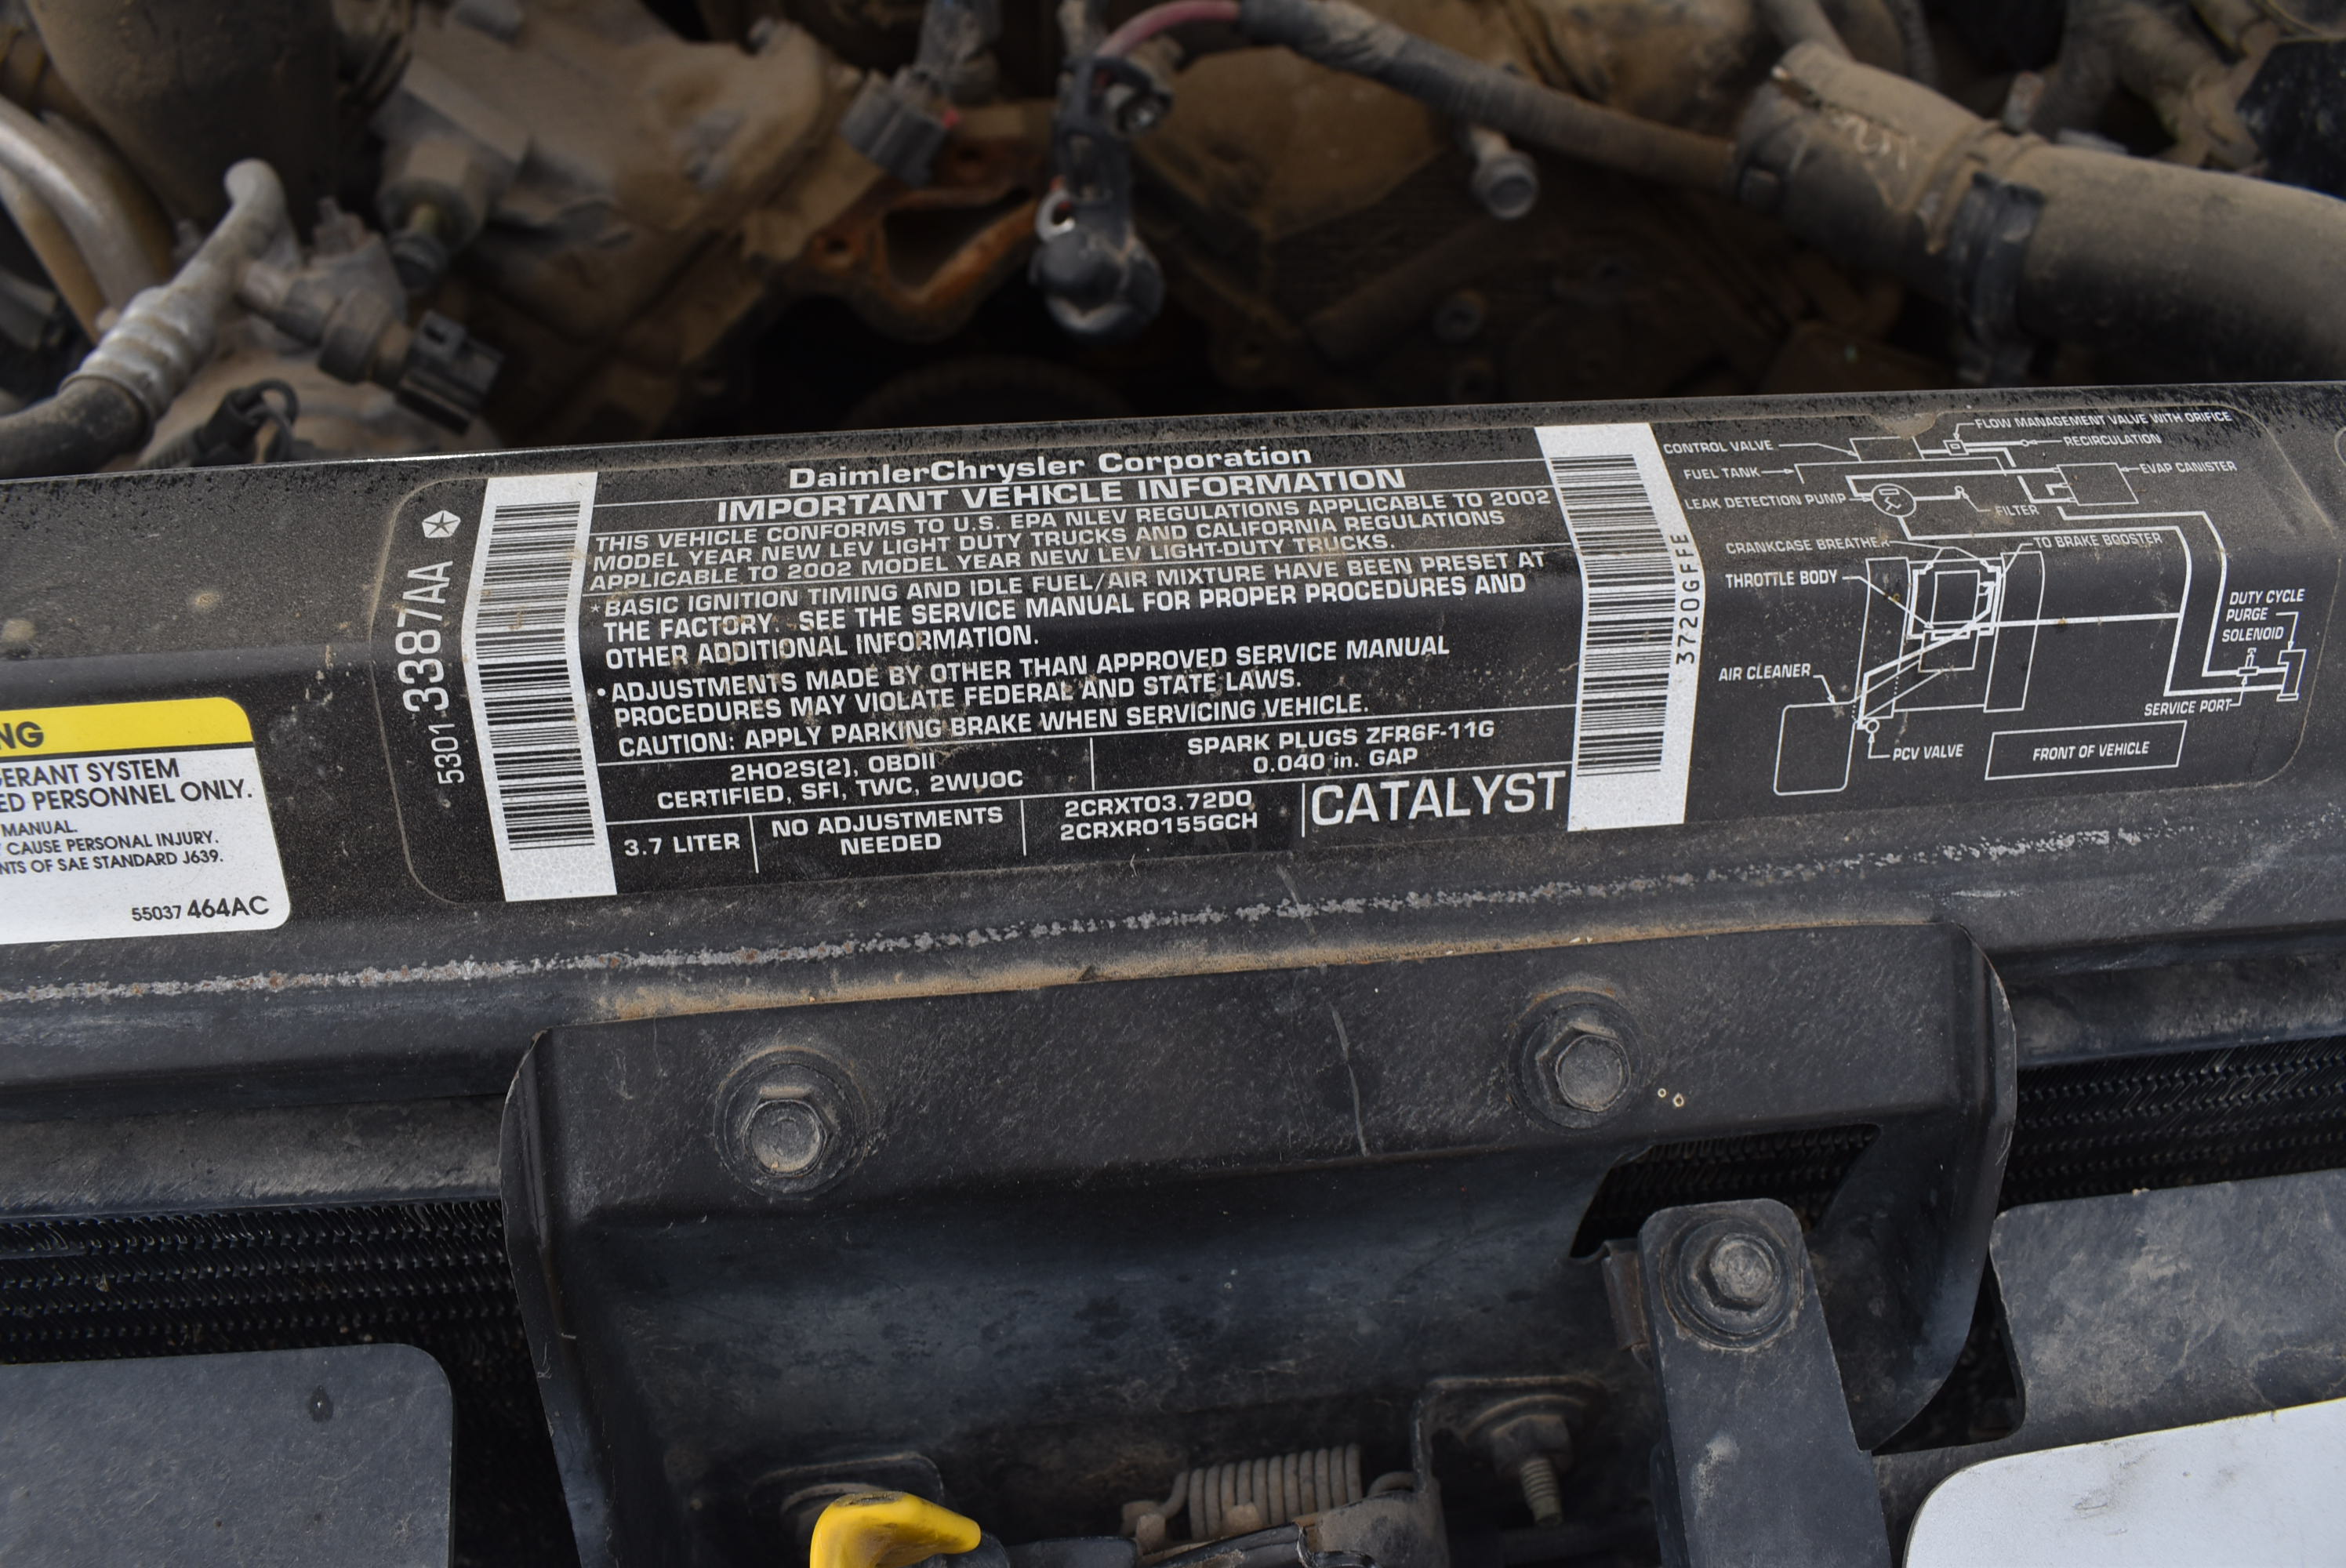 NG
GERANT SYSTEM
ED PERSONNEL ONLY.
MANUAL.
CAUSE PERSONAL INJURY.
NTS OF SAE STANDARD J639.
55037 464AC
53013387AA
DaimlerChrysler Corporation
IMPORTANT VEHICLE INFORMATION
THIS VEHICLE CONFORMS TO U.S. EPA NLEV REGULATIONS APPLICABLE TO 2002
MODEL YEAR NEW LEV LIGHT DUTY TRUCKS AND CALIFORNIA REGULATIONS
APPLICABLE TO 2002 MODEL YEAR NEW LEV LIGHT-DUTY TRUCKS.
*BASIC IGNITION TIMING AND IDLE FUEL/AIR MIXTURE HAVE BEEN PRESET AT
THE FACTORY. SEE THE SERVICE MANUAL FOR PROPER PROCEDURES AND
OTHER ADDITIONAL INFORMATION.
•ADJUSTMENTS MADE BY OTHER THAN APPROVED SERVICE MANUAL
PROCEDURES MAY VIOLATE FEDERAL AND STATE LAWS.
CAUTION: APPLY PARKING BRAKE WHEN SERVICING VEHICLE.
2HO2S(2), OBDII
CERTIFIED, SFI, TWC, 2WUOC
SPARK PLUGS ZFR6F-11G
0.040 in. GAP
3.7 LITER
NO ADJUSTMENTS
NEEDED
2CRXT03.72D0
2CRXR0155GCH
CATALYST
3720GFFE
FLOW MANAGEMENT VALVE WITH ORIFICE
CONTROL VALVE
RECIRCULATION
FUEL TANK
EVAP CANISTER
LEAK DETECTION PUMP
FILTER
CRANKCASE BREATHER
TO BRAKE BOOSTER
THROTTLE BODY
DUTY CYCLE
PURGE
SOLENOID
AIR CLEANER
SERVICE PORT
PCV VALVE
FRONT OF VEHICLE